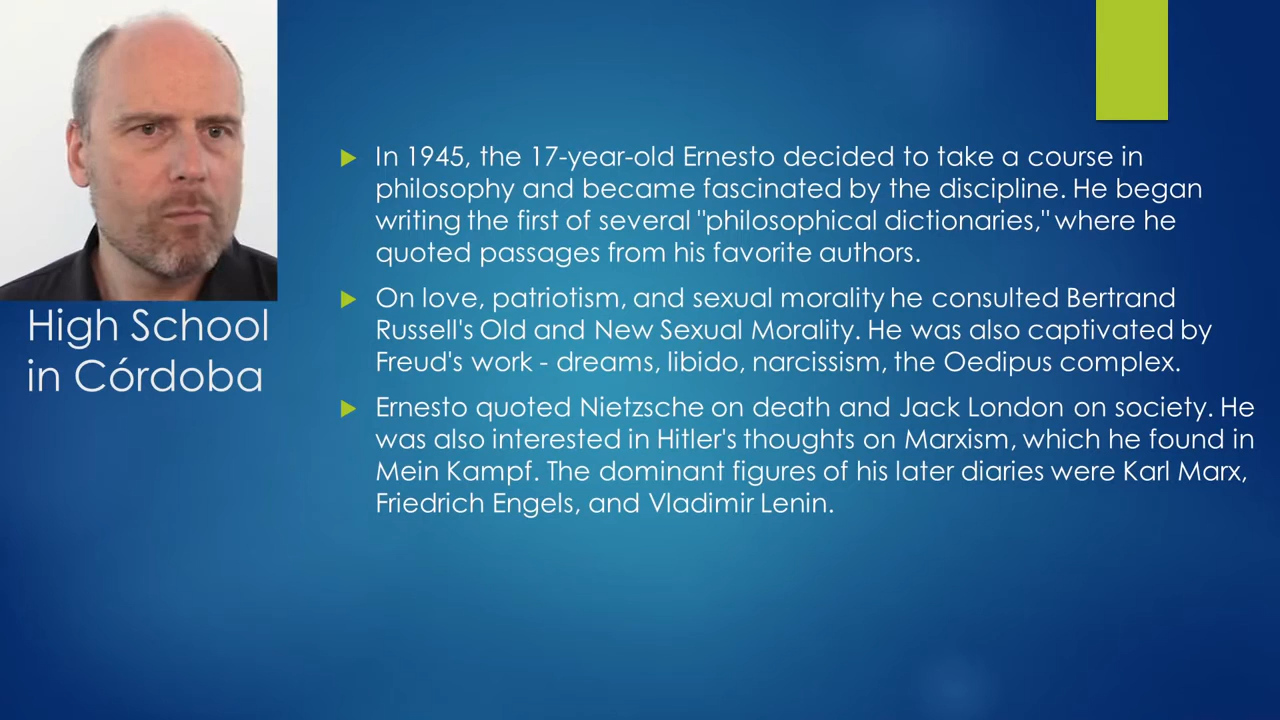 High School
in Córdoba
In 1945, the 17-year-old Ernesto decided to take a course in
philosophy and became fascinated by the discipline. He began
writing the first of several "philosophical dictionaries," where he
quoted passages from his favorite authors.
On love, patriotism, and sexual morality he consulted Bertrand
Russell's Old and New Sexual Morality. He was also captivated by
Freud's work - dreams, libido, narcissism, the Oedipus complex.
Ernesto quoted Nietzsche on death and Jack London on society. He
was also interested in Hitler's thoughts on Marxism, which he found in
Mein Kampf. The dominant figures of his later diaries were Karl Marx,
Friedrich Engels, and Vladimir Lenin.